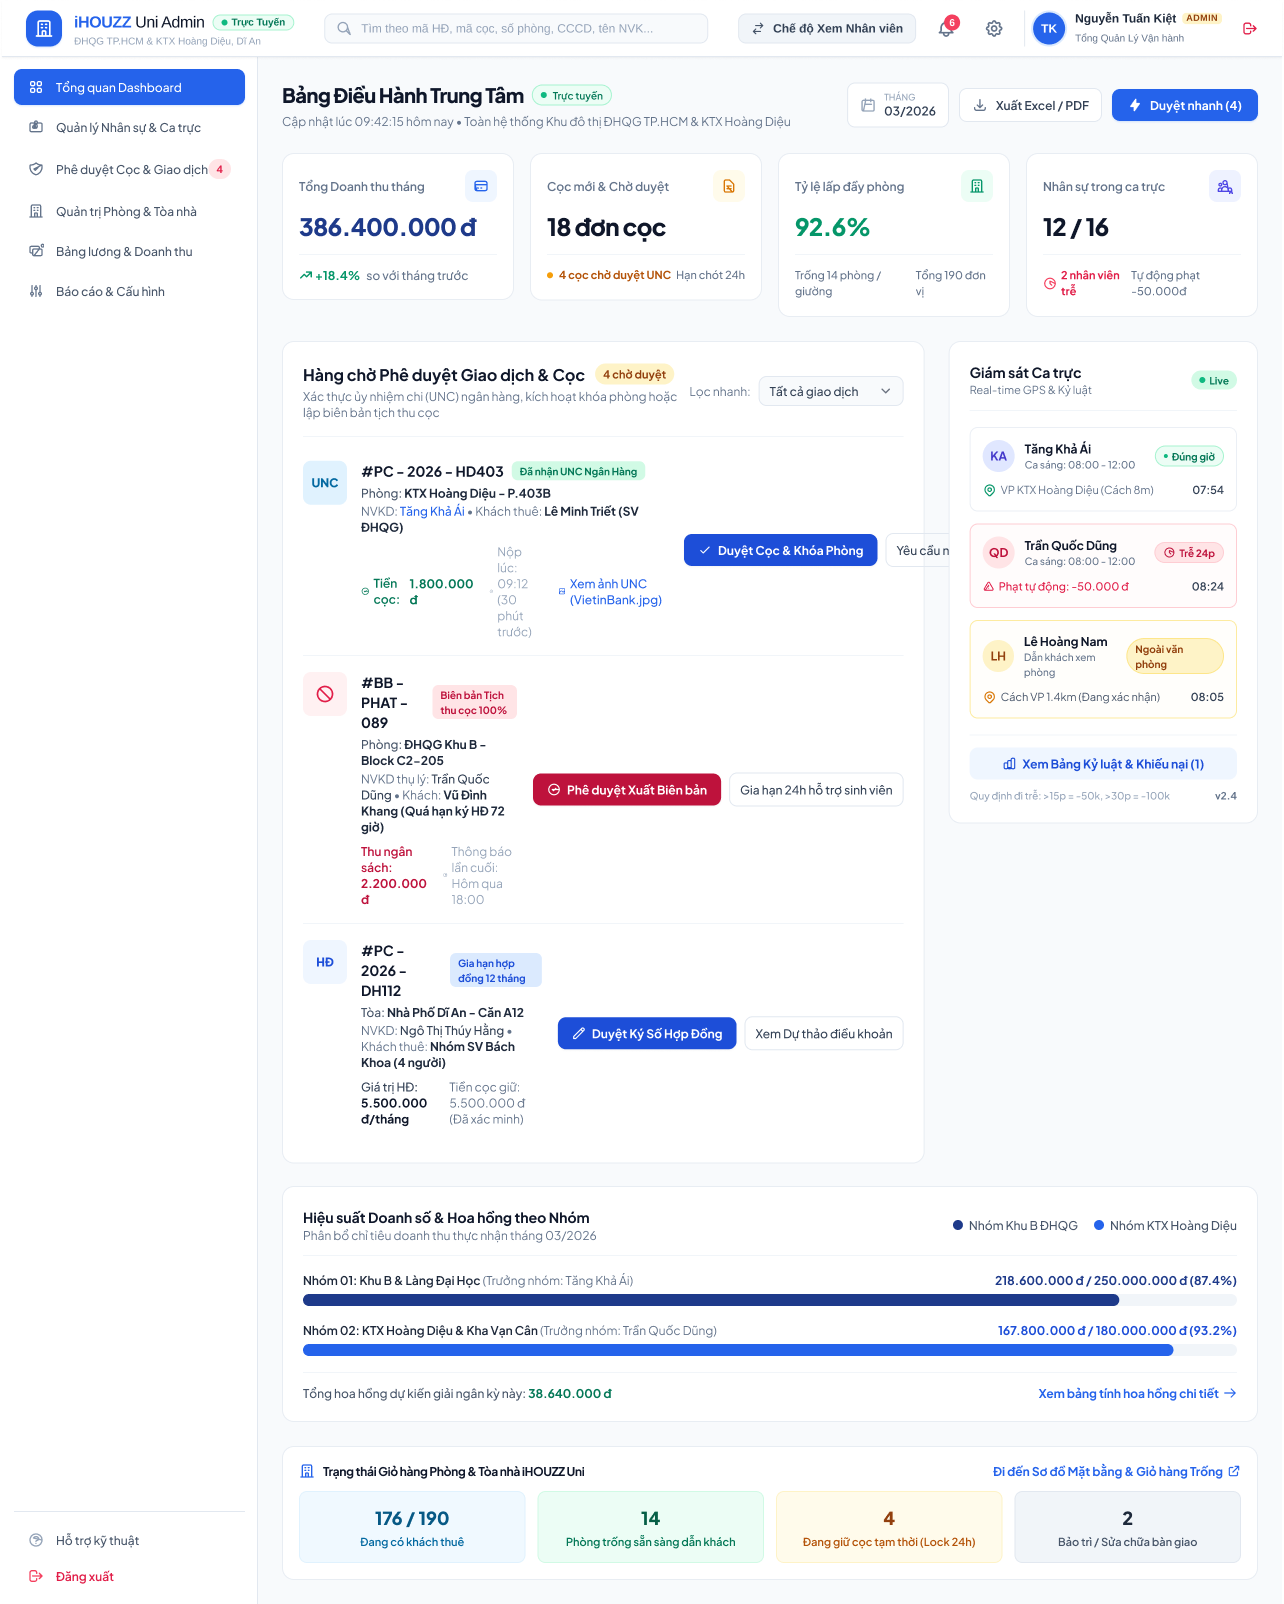 iHOUZZ Uni Admin
Trực Tuyến
ĐHQG TP.HCM & KTX Hoàng Diệu, Dĩ An
Tìm theo mã HĐ, mã cọc, số phòng, CCCD, tên NVK...
Chế độ Xem Nhân viên
6
TK
Nguyễn Tuấn Kiệt ADMIN
Tổng Quản Lý Vận hành
Tổng quan Dashboard
Quản lý Nhân sự & Ca trực
Phê duyệt Cọc & Giao dịch 4
Quản trị Phòng & Tòa nhà
Bảng lương & Doanh thu
Báo cáo & Cấu hình
Hỗ trợ kỹ thuật
Đăng xuất
Bảng Điều Hành Trung Tâm
Trực tuyến
Cập nhật lúc 09:42:15 hôm nay • Toàn hệ thống Khu đô thị ĐHQG TP.HCM & KTX Hoàng Diệu
THÁNG
03/2026
Xuất Excel / PDF
Duyệt nhanh (4)
Tổng Doanh thu tháng
386.400.000 đ
+18.4% so với tháng trước
Cọc mới & Chờ duyệt
18 đơn cọc
4 cọc chờ duyệt UNC Hạn chót 24h
Tỷ lệ lấp đầy phòng
92.6%
Trống 14 phòng /
giường
Tổng 190 đơn
vị
Nhân sự trong ca trực
12 / 16
2 nhân viên
trễ
Tự động phạt
-50.000đ
Hàng chờ Phê duyệt Giao dịch & Cọc
4 chờ duyệt
Xác thực ủy nhiệm chi (UNC) ngân hàng, kích hoạt khóa phòng hoặc
lập biên bản tịch thu cọc
Lọc nhanh:
Tất cả giao dịch
UNC
#PC - 2026 - HD403
Đã nhận UNC Ngân Hàng
Phòng: KTX Hoàng Diệu - P.403B
NVKD: Tăng Khả Ái • Khách thuê: Lê Minh Triết (SV
ĐHQG)
Tiền
cọc:
1.800.000
đ
Nộp
lúc:
09:12
(30
phút
trước)
Xem ảnh UNC
(VietinBank.jpg)
Duyệt Cọc & Khóa Phòng
Yêu cầu n
#BB -
PHAT -
089
Biên bản Tịch
thu cọc 100%
Phòng: ĐHQG Khu B -
Block C2-205
NVKD thụ lý: Trần Quốc
Dũng • Khách: Vũ Đình
Khang (Quá hạn ký HĐ 72
giờ)
Thu ngân
sách:
2.200.000
đ
Thông báo
lần cuối:
Hôm qua
18:00
Phê duyệt Xuất Biên bản
Gia hạn 24h hỗ trợ sinh viên
HĐ
#PC -
2026 -
DH112
Gia hạn hợp
đồng 12 tháng
Tòa: Nhà Phố Dĩ An - Căn A12
NVKD: Ngô Thị Thúy Hằng •
Khách thuê: Nhóm SV Bách
Khoa (4 người)
Giá trị HĐ:
5.500.000
đ/tháng
Tiền cọc giữ:
5.500.000 đ
(Đã xác minh)
Duyệt Ký Số Hợp Đồng
Xem Dự thảo điều khoản
Giám sát Ca trực
Real-time GPS & Kỷ luật
Live
KA
Tăng Khả Ái
Ca sáng: 08:00 - 12:00
Đúng giờ
VP KTX Hoàng Diệu (Cách 8m)
07:54
QD
Trần Quốc Dũng
Ca sáng: 08:00 - 12:00
Trễ 24p
Phạt tự động: -50.000 đ
08:24
LH
Lê Hoàng Nam
Dẫn khách xem
phòng
Ngoài văn
phòng
Cách VP 1.4km (Đang xác nhận)
08:05
Xem Bảng Kỷ luật & Khiếu nại (1)
Quy định đi trễ: >15p = -50k, >30p = -100k
v2.4
Hiệu suất Doanh số & Hoa hồng theo Nhóm
Phân bổ chỉ tiêu doanh thu thực nhận tháng 03/2026
Nhóm Khu B ĐHQG
Nhóm KTX Hoàng Diệu
Nhóm 01: Khu B & Làng Đại Học (Trưởng nhóm: Tăng Khả Ái)
218.600.000 đ / 250.000.000 đ (87.4%)
Nhóm 02: KTX Hoàng Diệu & Kha Vạn Cân (Trưởng nhóm: Trần Quốc Dũng)
167.800.000 đ / 180.000.000 đ (93.2%)
Tổng hoa hồng dự kiến giải ngân kỳ này: 38.640.000 đ
Xem bảng tính hoa hồng chi tiết →
Trạng thái Giỏ hàng Phòng & Tòa nhà iHOUZZ Uni
Đi đến Sơ đồ Mặt bằng & Giỏ hàng Trống
176 / 190
Đang có khách thuê
14
Phòng trống sẵn sàng dẫn khách
4
Đang giữ cọc tạm thời (Lock 24h)
2
Bảo trì / Sửa chữa bàn giao